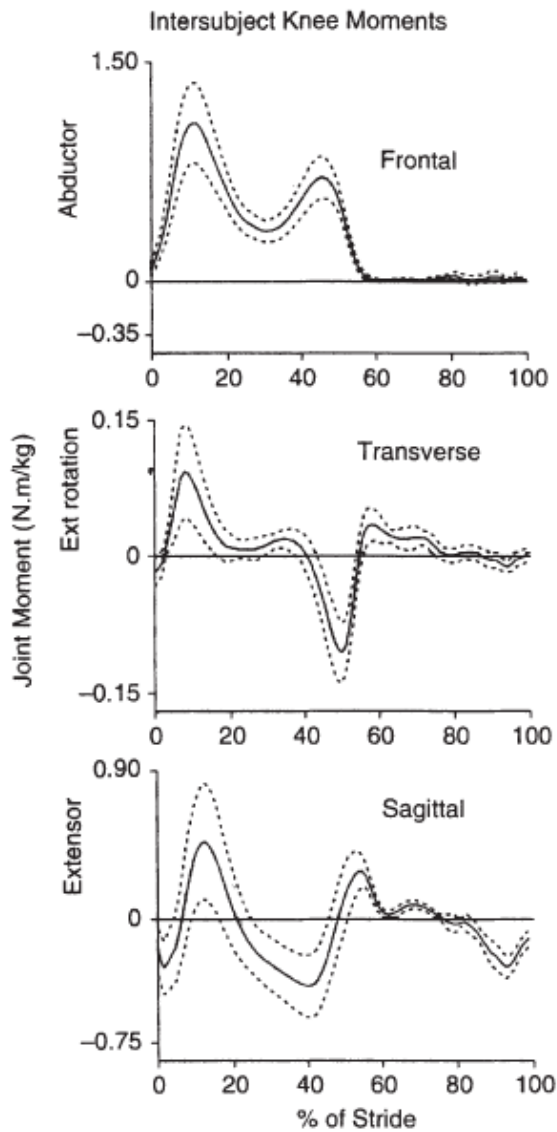 Intersubject Knee Moments
1.50
Abductor
Frontal
0
−0.35
0 20 40 60 80 100
0.15
Joint Moment (N.m/kg)
Ext rotation
Transverse
0
−0.15
0 20 40 60 80 100
0.90
Extensor
Sagittal
0
−0.75
0 20 40 60 80 100
% of Stride